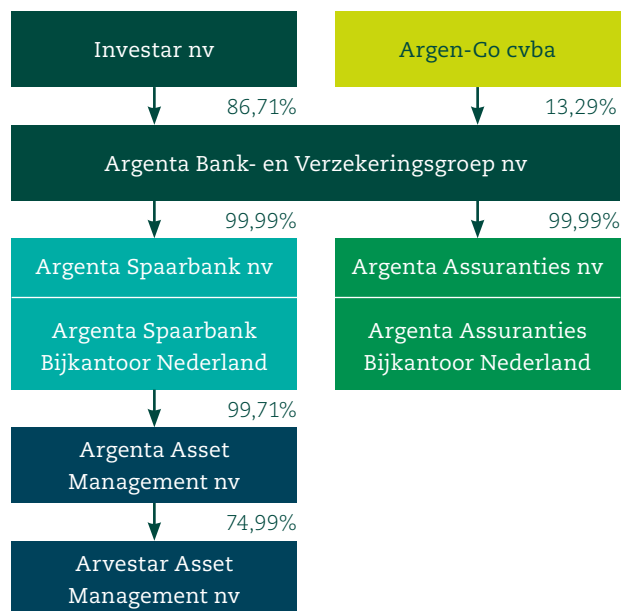 Investar nv
Argen-Co cvba
86,71%
13,29%
Argenta Bank- en Verzekeringsgroep nv
99,99%
99,99%
Argenta Spaarbank nv
Argenta Assuranties nv
Argenta Spaarbank
Bijkantoor Nederland
Argenta Assuranties
Bijkantoor Nederland
99,71%
Argenta Asset
Management nv
74,99%
Arvestar Asset
Management nv